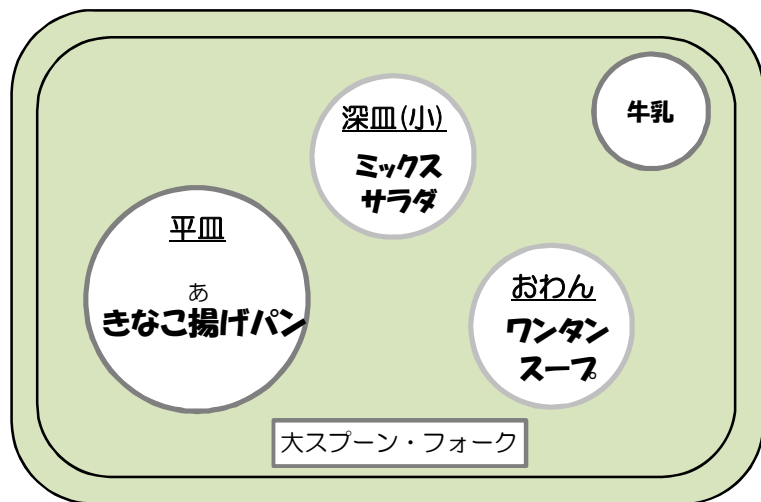 深皿(小)
ミックス
サラダ
牛乳
平皿
あ
きなこ揚げパン
おわん
ワンタン
スープ
大スプーン・フォーク